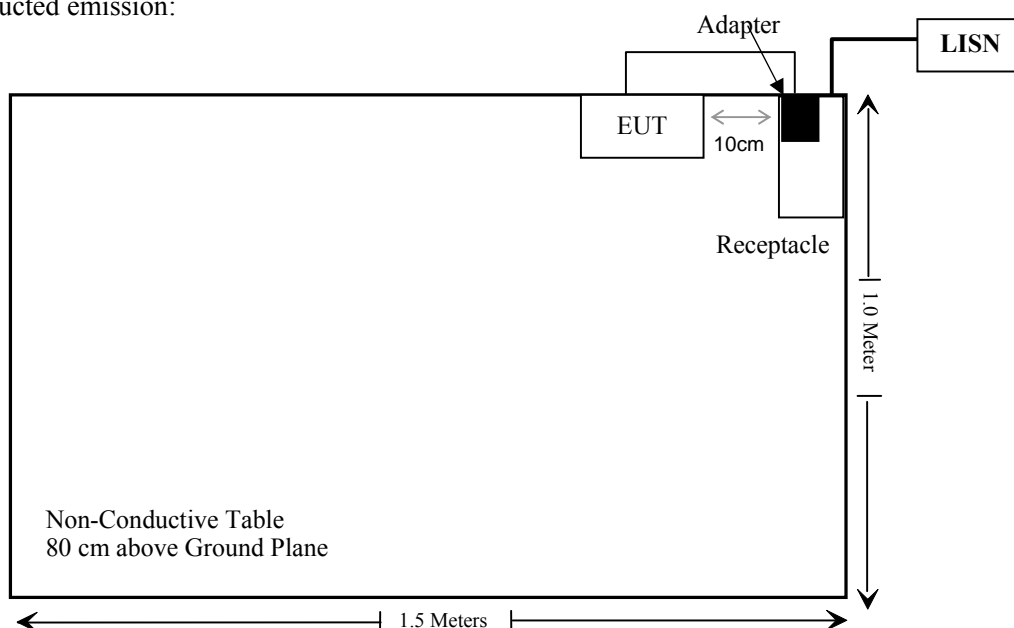 ucted emission:
Adapter
LISN
EUT
10cm
Receptacle
1.0 Meter
Non-Conductive Table
80 cm above Ground Plane
1.5 Meters